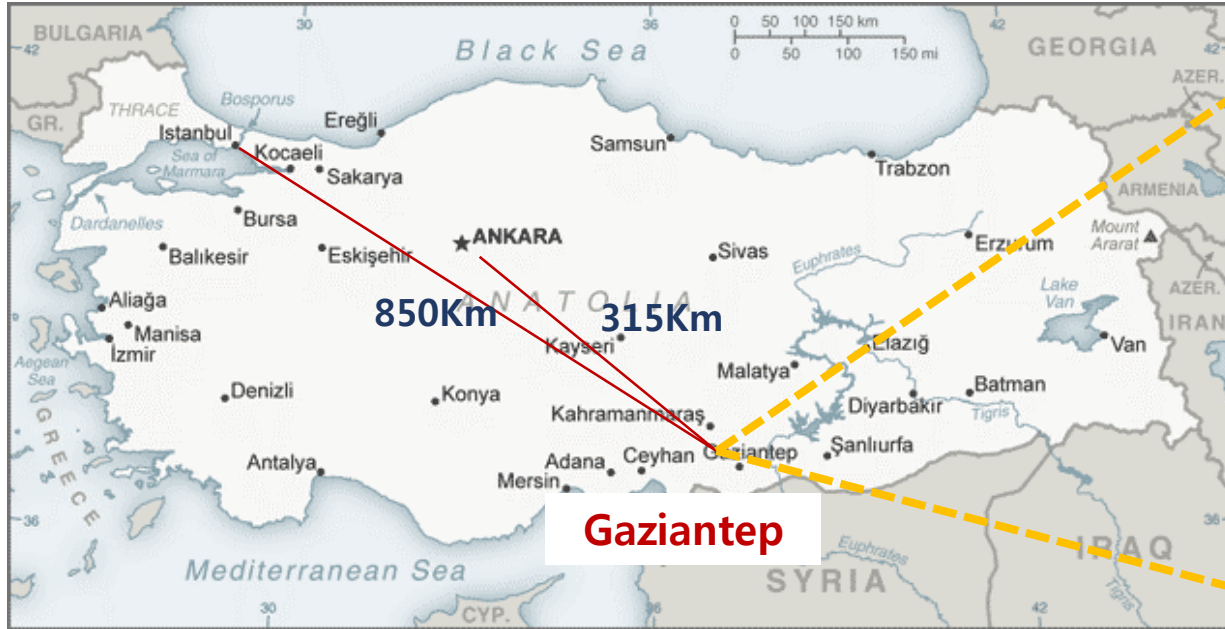 30
36
42
0 50 100 150 km
0 50 100 150 mi
BULGARIA
42
Black Sea
GEORGIA
42
AZER.
THRACE
Bosporus
GR.
Istanbul
Ereğli
Samsun
Kocaeli
Sea of
Marmara
Sakarya
Trabzon
ARMENIA
Dardanelles
Bursa
ANKARA
Sivas
Erzurum
Mount
Ararat
Balıkesir
Eskişehir
Euphrates
AZER.
Aliağa
ANATOLIA
Lake
Van
850Km
315Km
IRAN
Manisa
İzmir
Kayseri
Elazığ
Van
Aegean
Sea
Malatya
Denizli
Konya
Batman
Diyarbakır
Tigris
GREECE
Kahramanmaraş
Antalya
Adana
Ceyhan
Gaziantep
Şanlıurfa
Mersin
36
Gaziantep
36
Mediterranean Sea
Euphrates
IRAQ
SYRIA
Tigris
30
CYP.
36
42